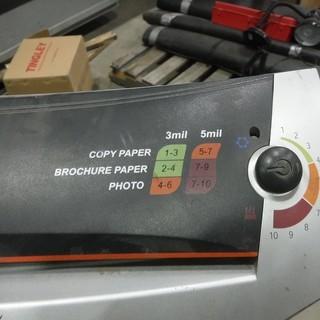 TINGLEY
3mil 5mil
COPY PAPER 1-3 5-7
BROCHURE PAPER 2-4 7-9
PHOTO 4-6 7-10
1
2
3
4
7
9
10